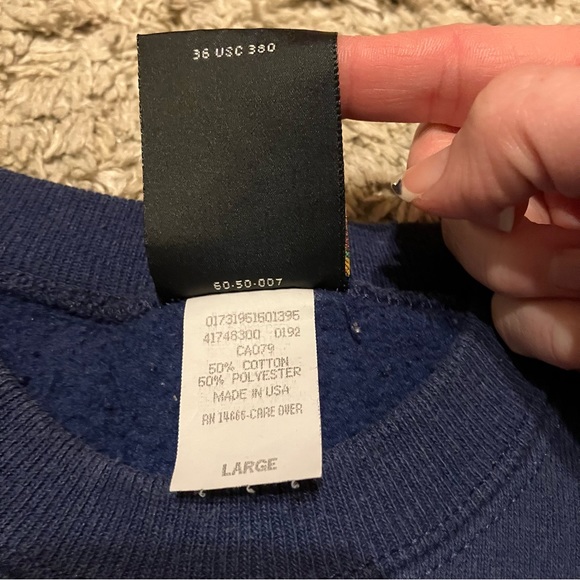 36 USC 380
60-50-007
01731961601395
41748300 0192
CA079
50% COTTON
50% POLYESTER
MADE IN USA
RN 14666-CARE OVER
LARGE